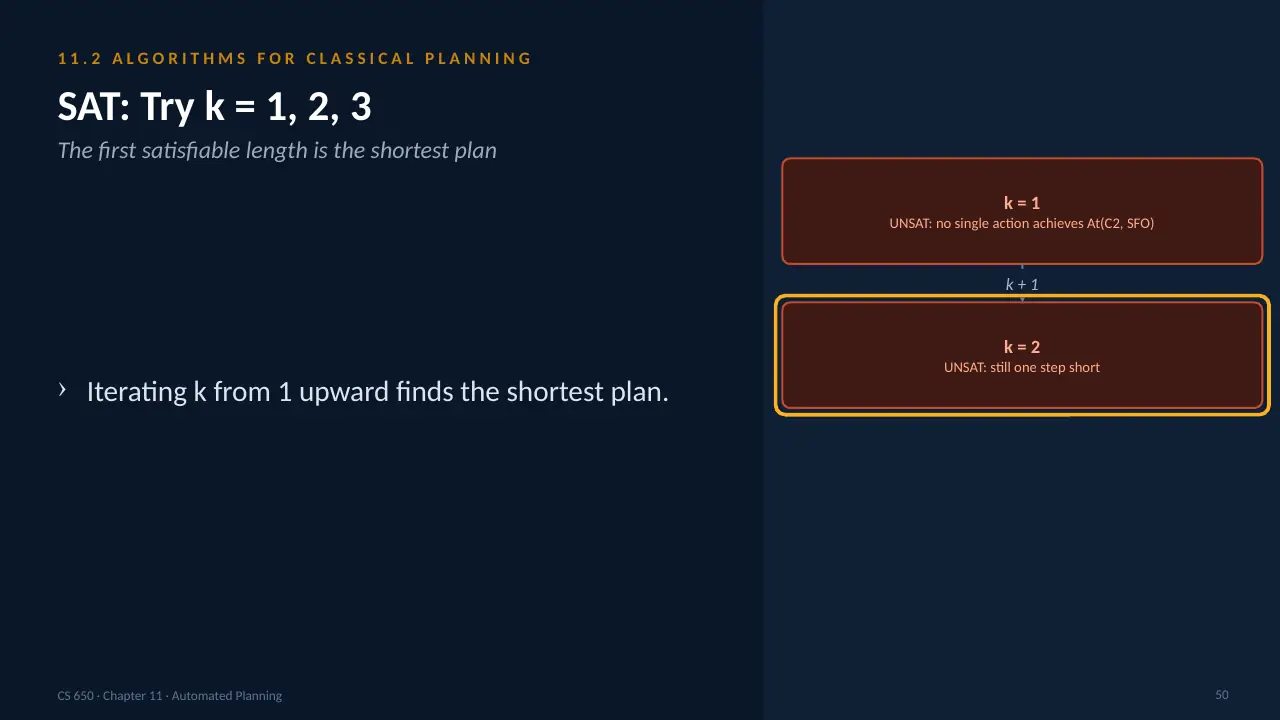 11.2 ALGORITHMS FOR CLASSICAL PLANNING
SAT: Try k = 1, 2, 3
The first satisfiable length is the shortest plan
› Iterating k from 1 upward finds the shortest plan.
k = 1
UNSAT: no single action achieves At(C2, SFO)
k + 1
k = 2
UNSAT: still one step short
CS 650 · Chapter 11 · Automated Planning
50